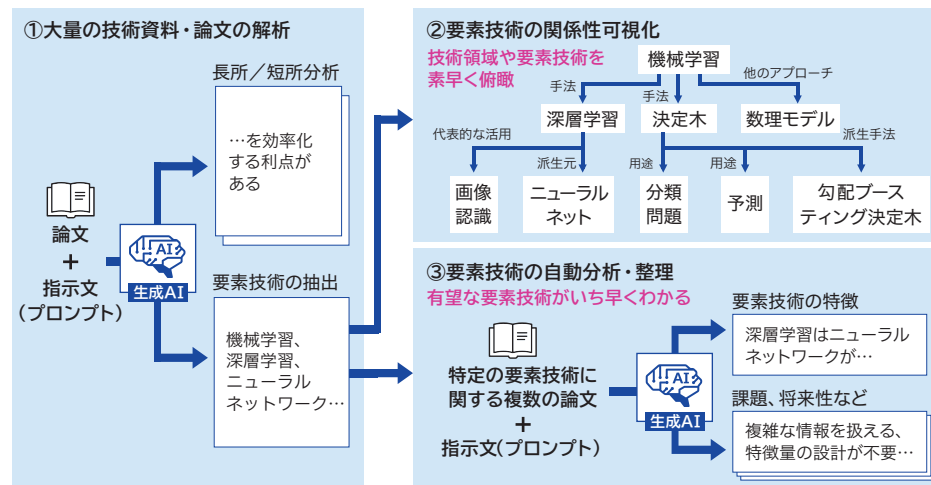 ①大量の技術資料・論文の解析
長所／短所分析
…を効率化
する利点が
ある
論文
＋
指示文
（プロンプト）
AI
生成AI
要素技術の抽出
機械学習、
深層学習、
ニューラル
ネットワーク…
②要素技術の関係性可視化
技術領域や要素技術を
素早く俯瞰
機械学習
手法
手法
他のアプローチ
深層学習
決定木
数理モデル
代表的な活用
派生元
用途
用途
派生手法
画像
認識
ニューラル
ネット
分類
問題
予測
勾配ブース
ティング決定木
③要素技術の自動分析・整理
有望な要素技術がいち早くわかる
特定の要素技術に
関する複数の論文
＋
指示文（プロンプト）
AI
生成AI
要素技術の特徴
深層学習はニューラル
ネットワークが…
課題、将来性など
複雑な情報を扱える、
特徴量の設計が不要…